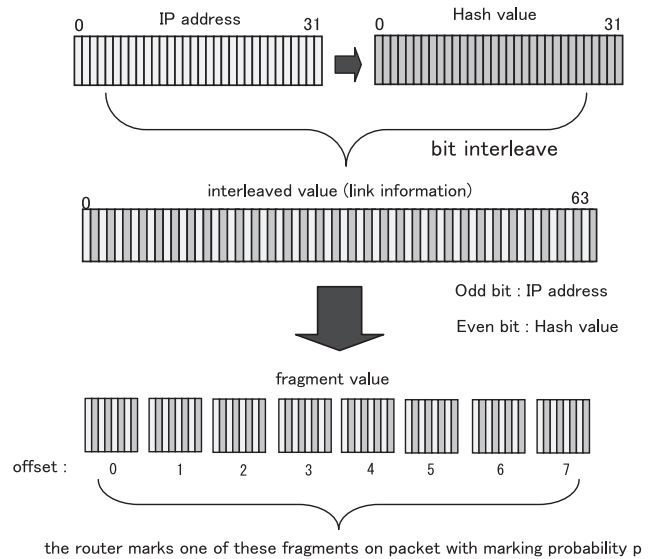 IP address
Hash value
0 31 0 31
bit interleave
interleaved value (link information)
0 63
Odd bit : IP address
Even bit : Hash value
fragment value
offset : 0 1 2 3 4 5 6 7
the router marks one of these fragments on packet with marking probability p